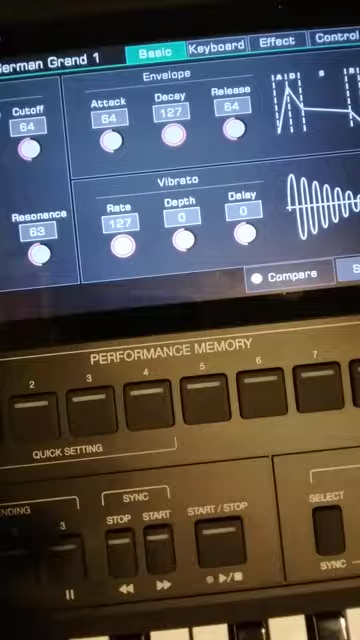 German Grand 1
Basic Keyboard Effect Control
Envelope
Cutoff Attack Decay Release
64 64 127 64
A D S R
Vibrato
Resonance Rate Depth Delay
63 127 0 0
Compare
PERFORMANCE MEMORY
2 3 4 5 6 7
QUICK SETTING
ENDING SYNC
3 STOP START START / STOP SELECT
SYNC